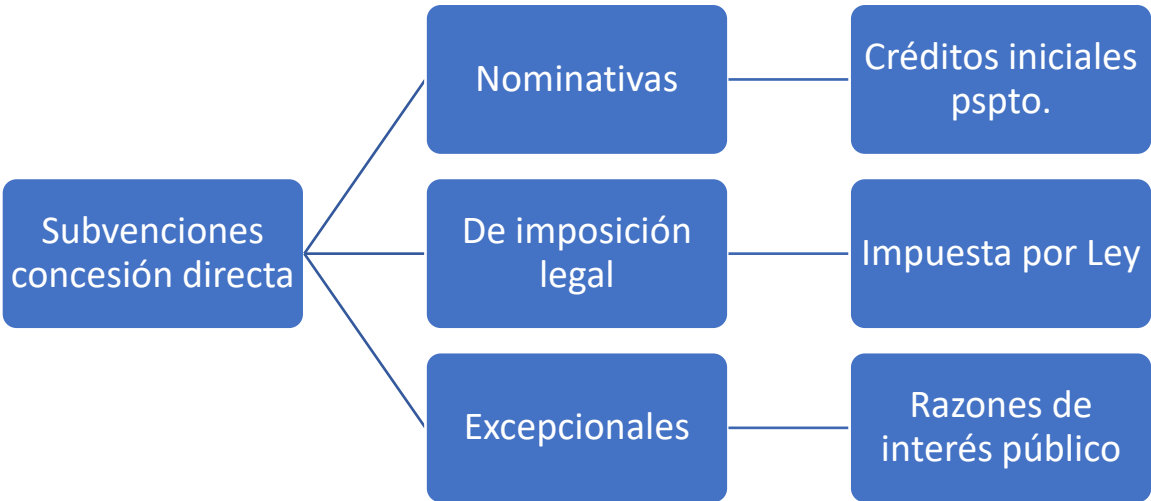 Subvenciones
concesión directa
Nominativas
Créditos iniciales
pspto.
De imposición
legal
Impuesta por Ley
Excepcionales
Razones de
interés público